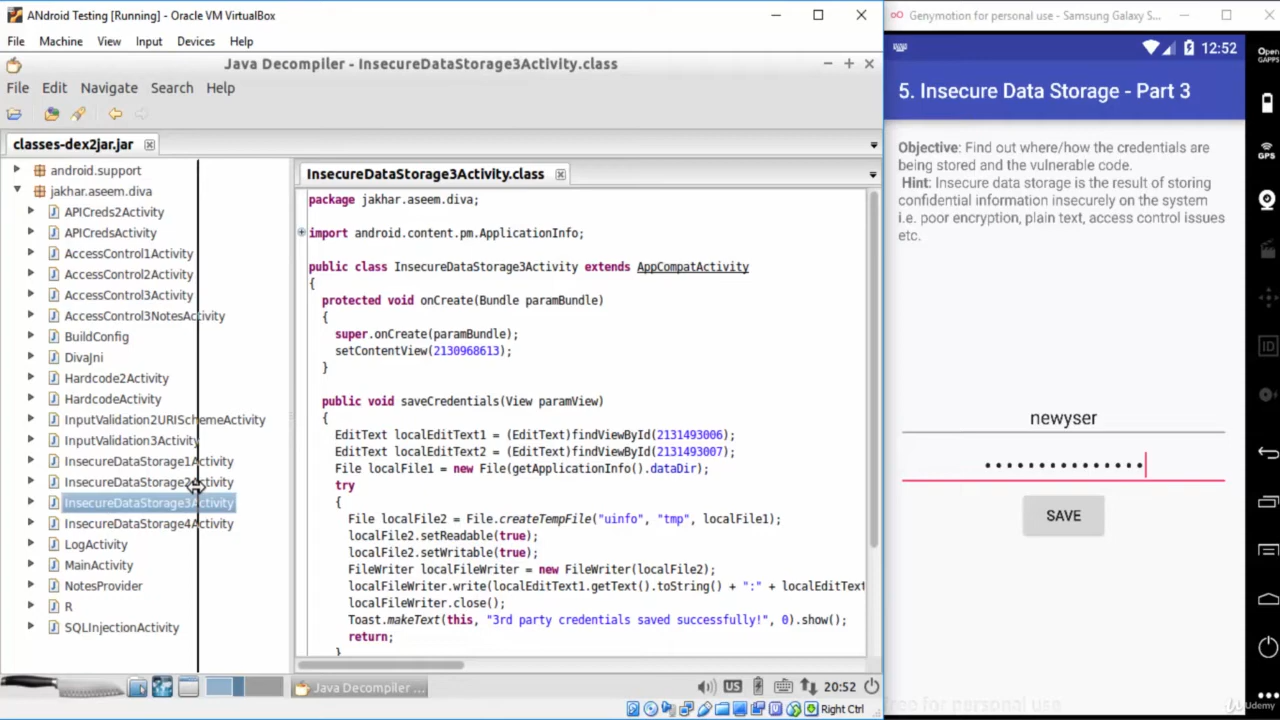 ANdroid Testing [Running] - Oracle VM VirtualBox
File Machine View Input Devices Help
Java Decompiler - InsecureDataStorage3Activity.class
File Edit Navigate Search Help
classes-dex2jar.jar
android.support
jakhar.aseem.diva
APICreds2Activity
APICredsActivity
AccessControl1Activity
AccessControl2Activity
AccessControl3Activity
AccessControl3NotesActivity
BuildConfig
DivaJni
Hardcode2Activity
HardcodeActivity
InputValidation2URISchemeActivity
InputValidation3Activity
InsecureDataStorage1Activity
InsecureDataStorage2Activity
InsecureDataStorage3Activity
InsecureDataStorage4Activity
LogActivity
MainActivity
NotesProvider
R
SQLInjectionActivity
InsecureDataStorage3Activity.class
package jakhar.aseem.diva;
import android.content.pm.ApplicationInfo;
public class InsecureDataStorage3Activity extends AppCompatActivity
{
protected void onCreate(Bundle paramBundle)
{
super.onCreate(paramBundle);
setContentView(2130968613);
}
public void saveCredentials(View paramView)
{
EditText localEditText1 = (EditText)findViewById(2131493006);
EditText localEditText2 = (EditText)findViewById(2131493007);
File localFile1 = new File(getApplicationInfo().dataDir);
try
{
File localFile2 = File.createTempFile("uinfo", "tmp", localFile1);
localFile2.setReadable(true);
localFile2.setWritable(true);
FileWriter localFileWriter = new FileWriter(localFile2);
localFileWriter.write(localEditText1.getText().toString() + ":" + localEditText
localFileWriter.close();
Toast.makeText(this, "3rd party credentials saved successfully!", 0).show();
return;
}
Java Decompiler ...
US
20:52
Right Ctrl
Genymotion for personal use - Samsung Galaxy S...
12:52
5. Insecure Data Storage - Part 3
Objective: Find out where/how the credentials are
being stored and the vulnerable code.
Hint: Insecure data storage is the result of storing
confidential information insecurely on the system
i.e. poor encryption, plain text, access control issues
etc.
newyser
•••••••••••••••
SAVE
free for personal use
Open
GAPPS
GPS
ID
Udemy